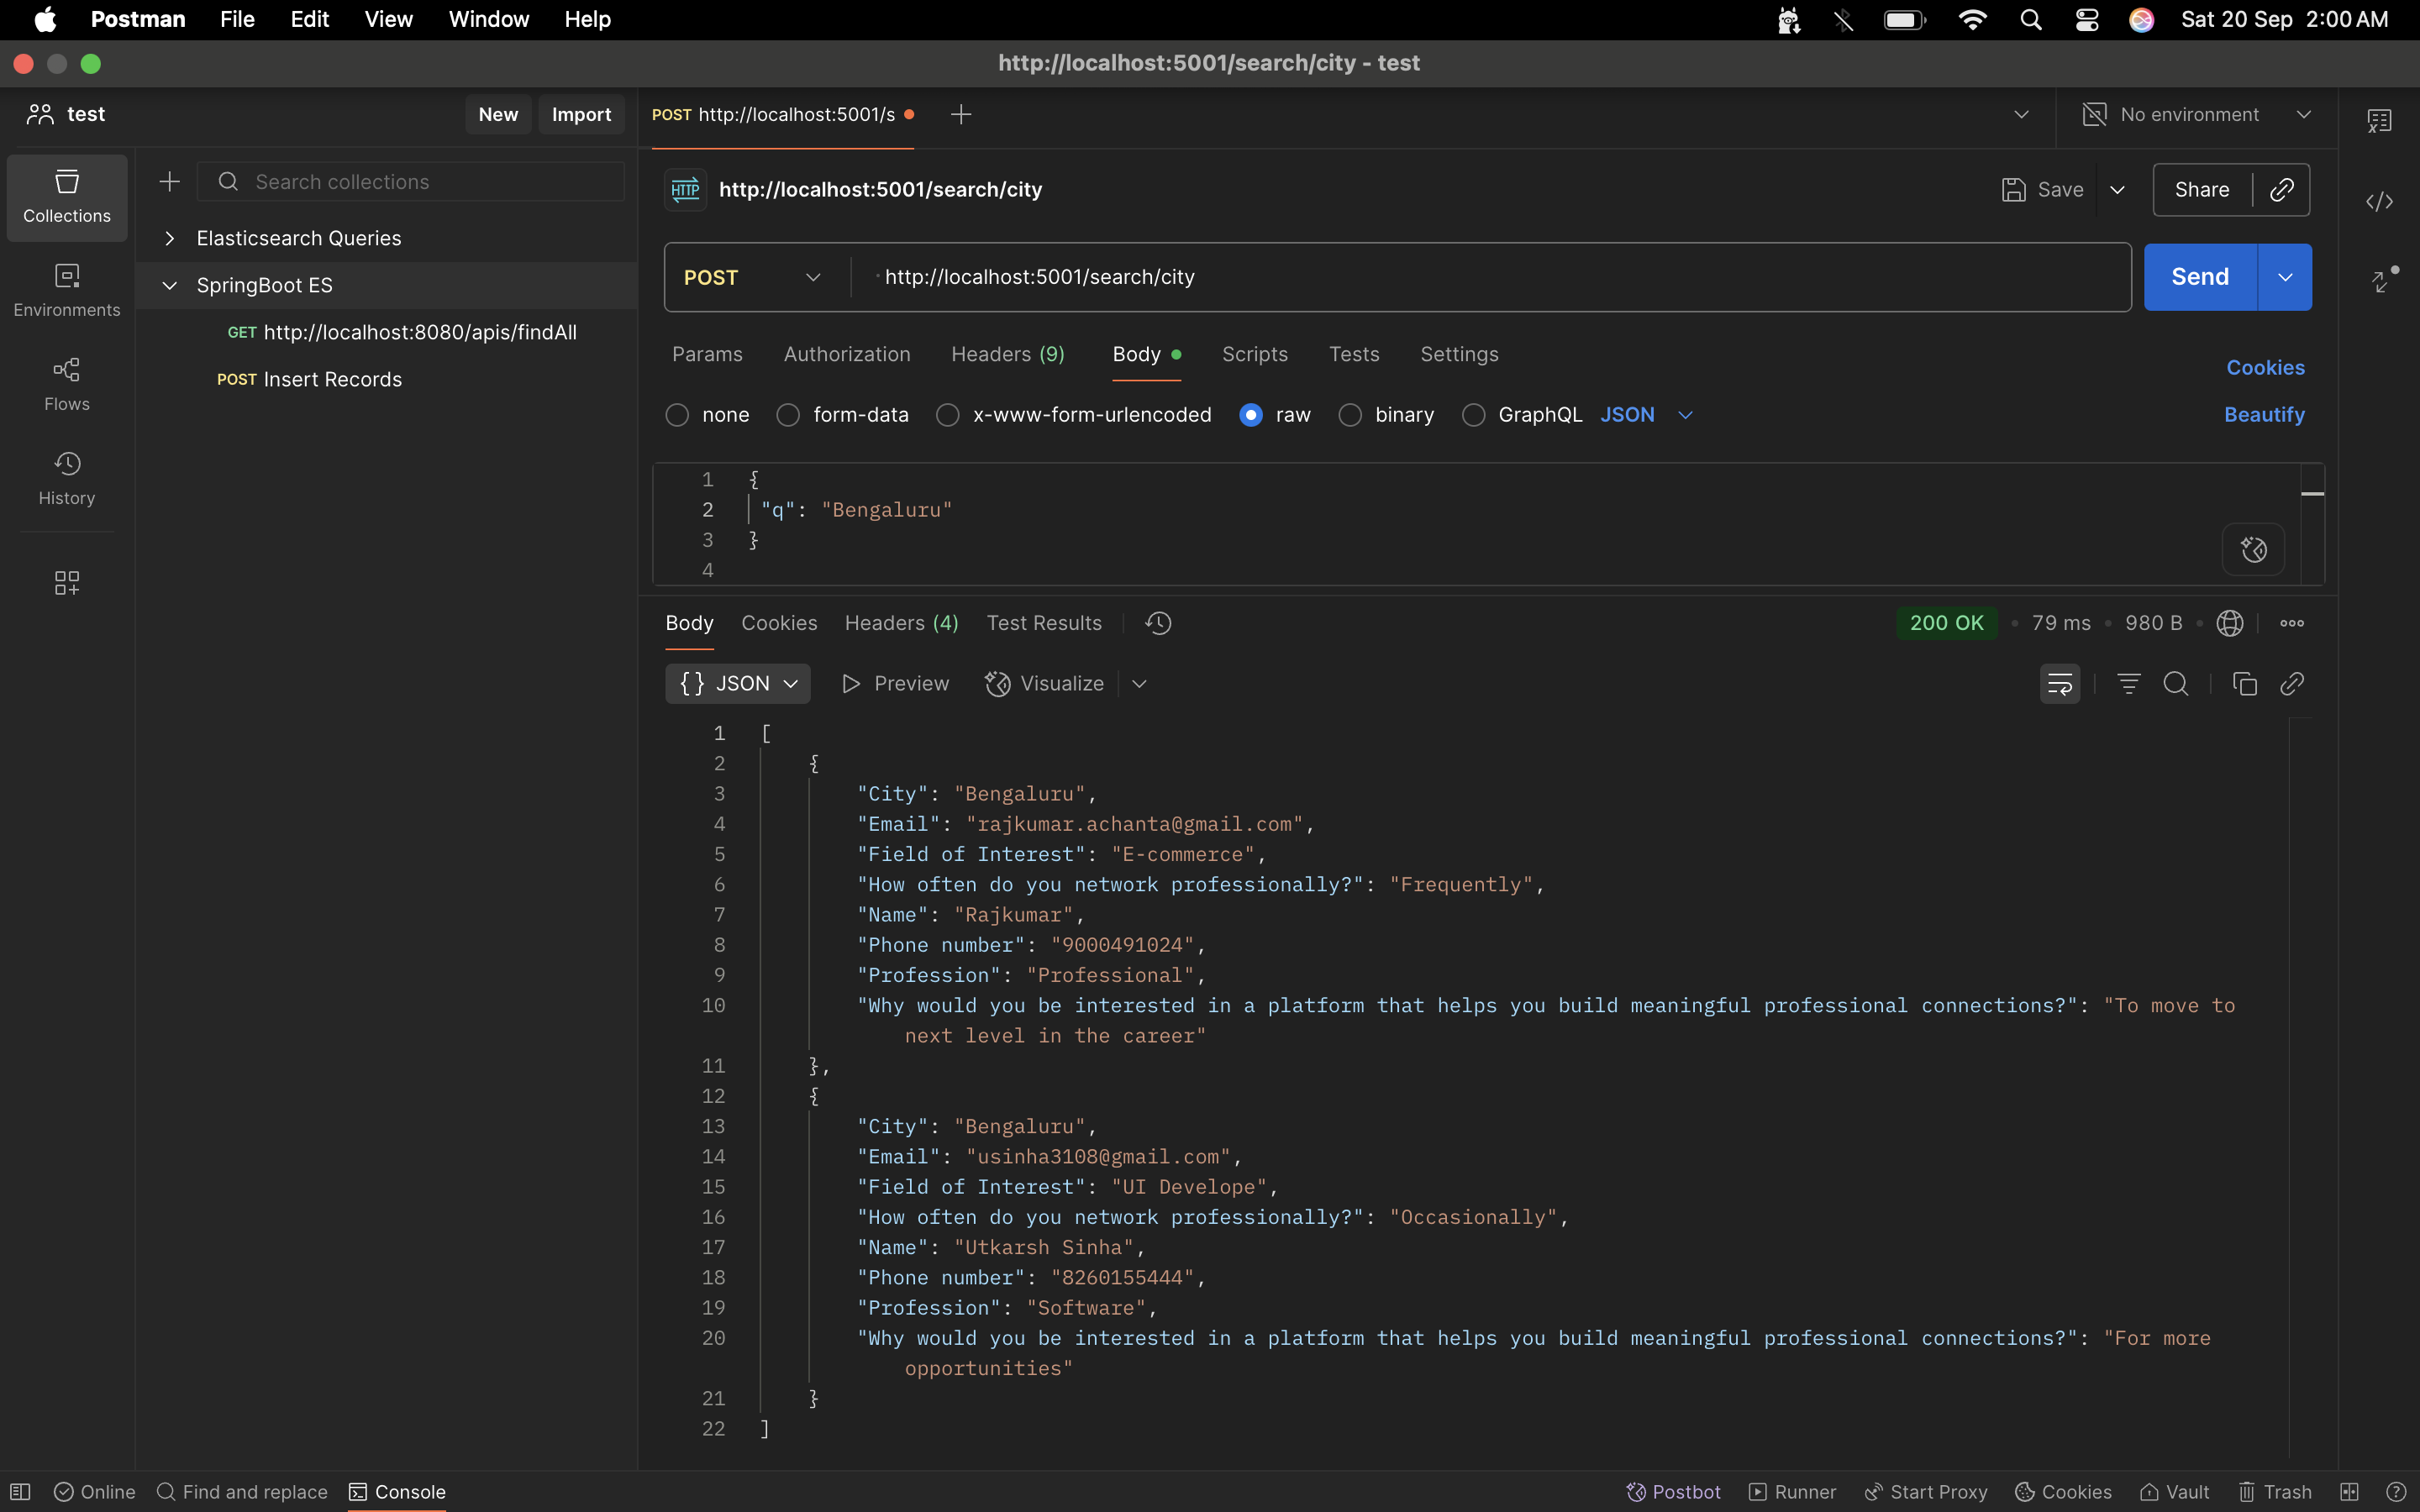 Postman File Edit View Window Help Sat 20 Sep 2:00 AM
http://localhost:5001/search/city - test
test New Import POST http://localhost:5001/s No environment
Collections
Search collections
HTTP http://localhost:5001/search/city Save Share
Elasticsearch Queries
SpringBoot ES
GET http://localhost:8080/apis/findAll
POST Insert Records
Environments
Flows
History
POST http://localhost:5001/search/city Send
Params Authorization Headers (9) Body Scripts Tests Settings Cookies
none form-data x-www-form-urlencoded raw binary GraphQL JSON Beautify
1 {
2 "q": "Bengaluru"
3 }
4
Body Cookies Headers (4) Test Results 200 OK 79 ms 980 B
{} JSON Preview Visualize
1 [
2 {
3 "City": "Bengaluru",
4 "Email": "rajkumar.achanta@gmail.com",
5 "Field of Interest": "E-commerce",
6 "How often do you network professionally?": "Frequently",
7 "Name": "Rajkumar",
8 "Phone number": "9000491024",
9 "Profession": "Professional",
10 "Why would you be interested in a platform that helps you build meaningful professional connections?": "To move to
next level in the career"
11 },
12 {
13 "City": "Bengaluru",
14 "Email": "usinha3108@gmail.com",
15 "Field of Interest": "UI Develope",
16 "How often do you network professionally?": "Occasionally",
17 "Name": "Utkarsh Sinha",
18 "Phone number": "8260155444",
19 "Profession": "Software",
20 "Why would you be interested in a platform that helps you build meaningful professional connections?": "For more
opportunities"
21 }
22 ]
Online Find and replace Console Postbot Runner Start Proxy Cookies Vault Trash